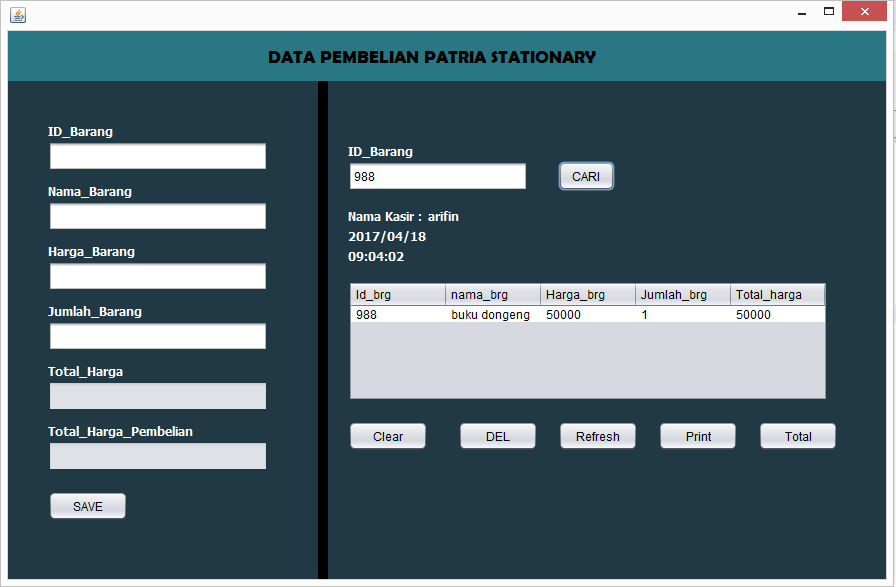 DATA PEMBELIAN PATRIA STATIONARY
ID_Barang
Nama_Barang
Harga_Barang
Jumlah_Barang
Total_Harga
Total_Harga_Pembelian
SAVE
ID_Barang
988 CARI
Nama Kasir : arifin
2017/04/18
09:04:02
Id_brg nama_brg Harga_brg Jumlah_brg Total_harga
988 buku dongeng 50000 1 50000
Clear DEL Refresh Print Total